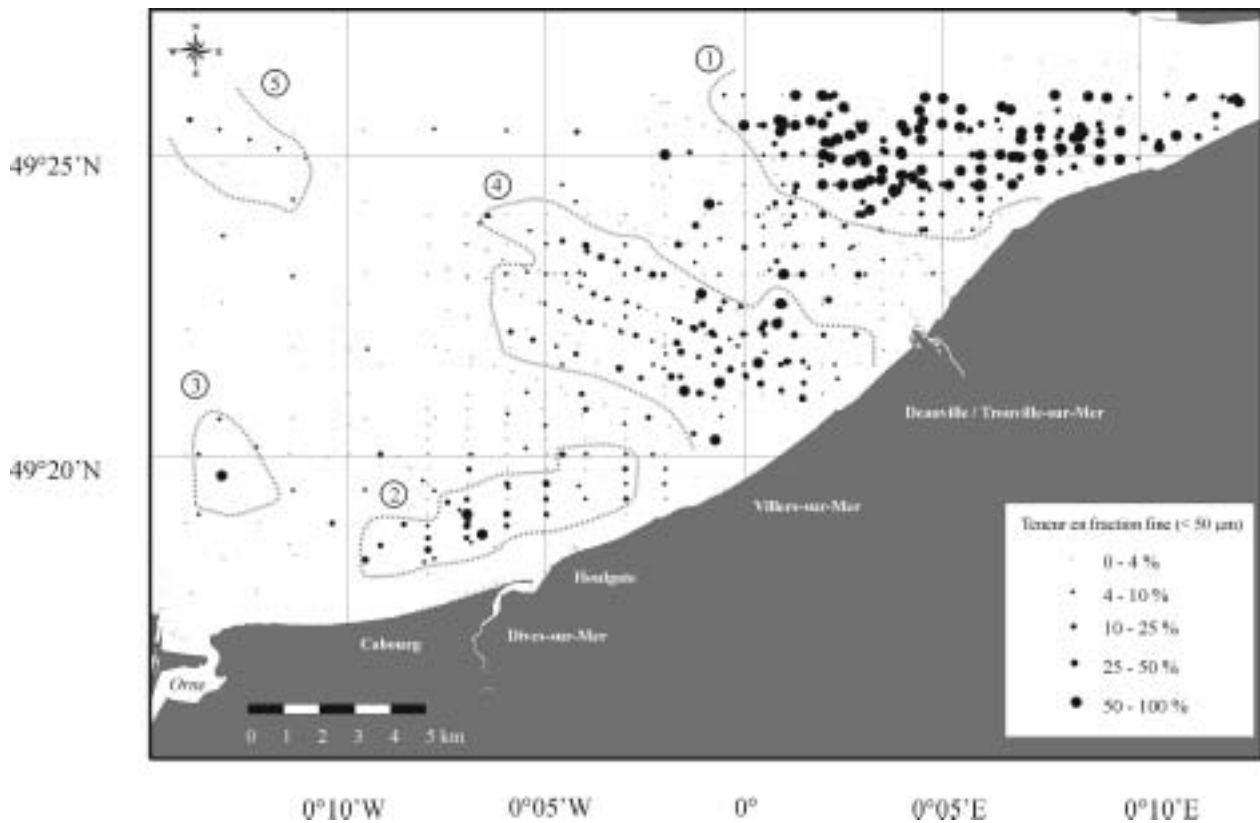 5
1
49°25'N
4
3
49°20'N
2
Deauville / Trouville-sur-Mer
Villers-sur-Mer
Houlgate
Cabourg
Dives-sur-Mer
Orne
0 1 2 3 4 5 km
Teneur en fraction fine (< 50 µm)
0 - 4 %
4 - 10 %
10 - 25 %
25 - 50 %
50 - 100 %
0°10'W
0°05'W
0°
0°05'E
0°10'E